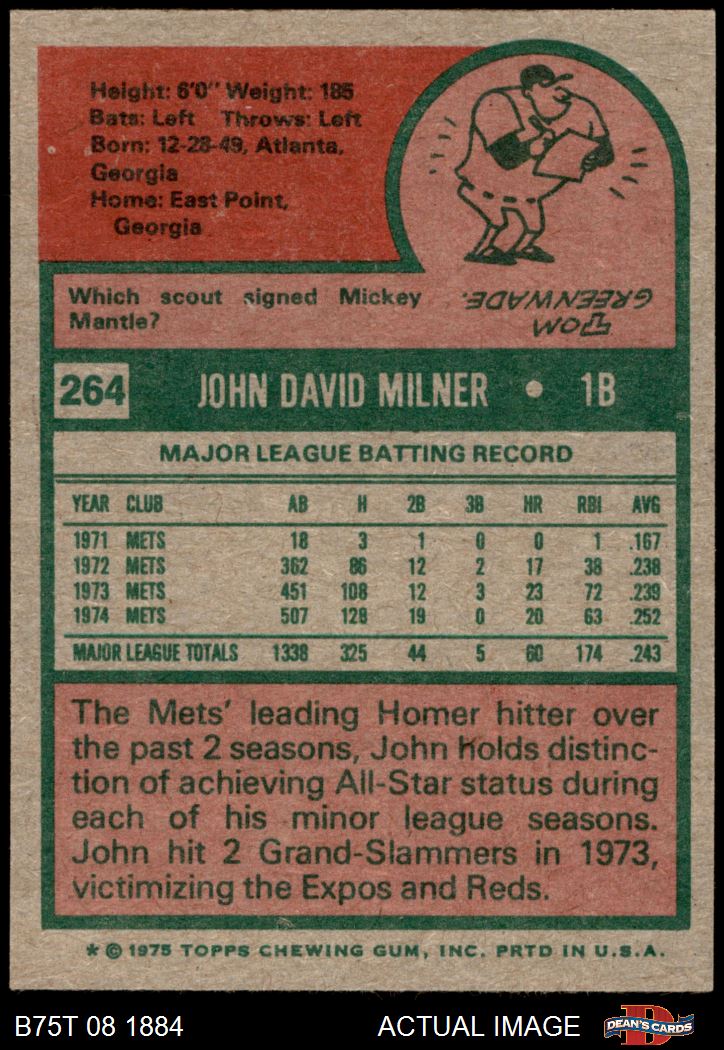 Height: 6'0" Weight: 185
Bats: Left Throws: Left
Born: 12-28-49, Atlanta,
Georgia
Home: East Point,
Georgia
Which scout signed Mickey
Mantle?
TOM
GREENWADE.
264 JOHN DAVID MILNER • 1B
MAJOR LEAGUE BATTING RECORD
YEAR CLUB AB H 2B 3B HR RBI AVG
1971 METS 18 3 1 0 0 1 .167
1972 METS 362 86 12 2 17 38 .238
1973 METS 451 108 12 3 23 72 .239
1974 METS 507 128 19 0 20 63 .252
MAJOR LEAGUE TOTALS 1338 325 44 5 60 174 .243
The Mets' leading Homer hitter over
the past 2 seasons, John holds distinc-
tion of achieving All-Star status during
each of his minor league seasons.
John hit 2 Grand-Slammers in 1973,
victimizing the Expos and Reds.
* © 1975 TOPPS CHEWING GUM, INC. PRTD IN U.S.A.
B75T 08 1884 ACTUAL IMAGE D DEAN'S CARDS